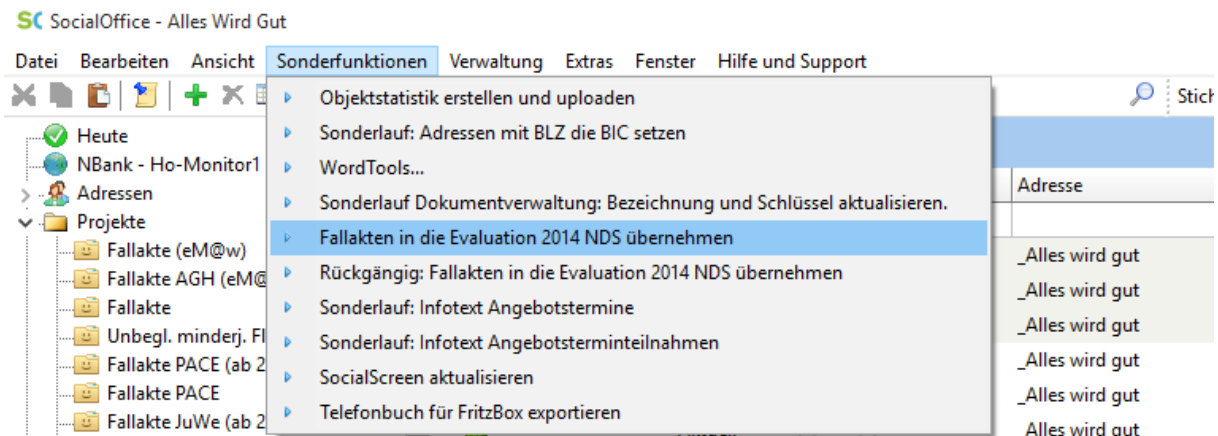 SC SocialOffice - Alles Wird Gut
Datei Bearbeiten Ansicht Sonderfunktionen Verwaltung Extras Fenster Hilfe und Support
Objektstatistik erstellen und uploaden
Sonderlauf: Adressen mit BLZ die BIC setzen
WordTools...
Sonderlauf Dokumentverwaltung: Bezeichnung und Schlüssel aktualisieren.
Fallakten in die Evaluation 2014 NDS übernehmen
Rückgängig: Fallakten in die Evaluation 2014 NDS übernehmen
Sonderlauf: Infotext Angebotstermine
Sonderlauf: Infotext Angebotsterminteilnahmen
SocialScreen aktualisieren
Telefonbuch für FritzBox exportieren
Heute
NBank - Ho-Monitor1
Adressen
Projekte
Fallakte (eM@w)
Fallakte AGH (eM@
Fallakte
Unbegl. minderj. Fl
Fallakte PACE (ab 2
Fallakte PACE
Fallakte JuWe (ab 2
Stich
Adresse
_Alles wird gut
_Alles wird gut
_Alles wird gut
_Alles wird gut
_Alles wird gut
_Alles wird gut